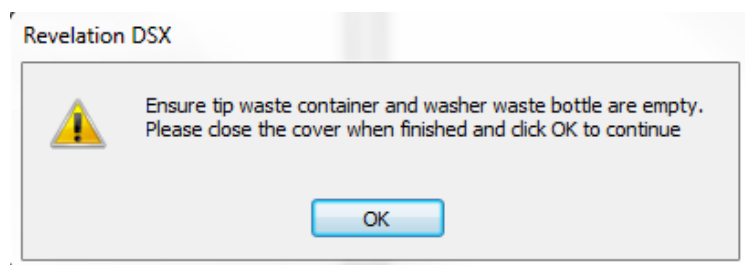 Revelation DSX
Ensure tip waste container and washer waste bottle are empty.
Please close the cover when finished and click OK to continue
OK